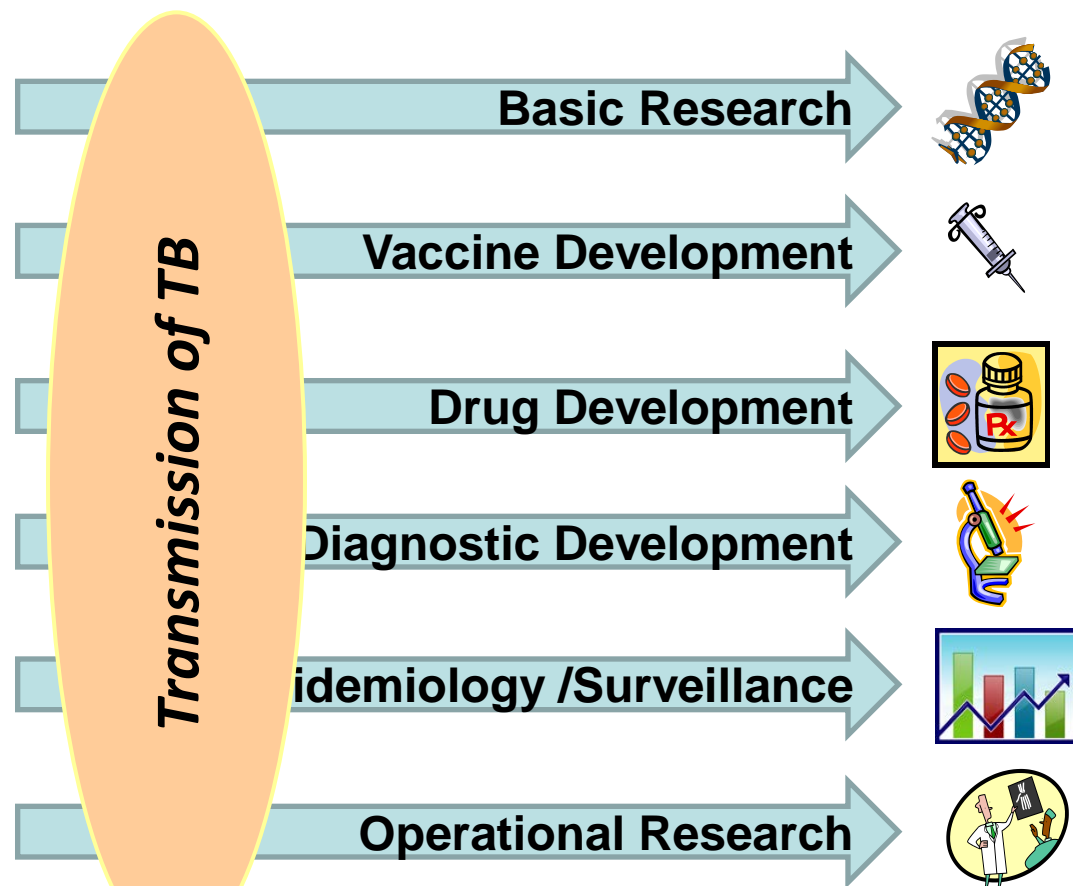 Transmission of TB
Basic Research
Vaccine Development
Drug Development
Diagnostic Development
idemiology /Surveillance
Operational Research
Rx